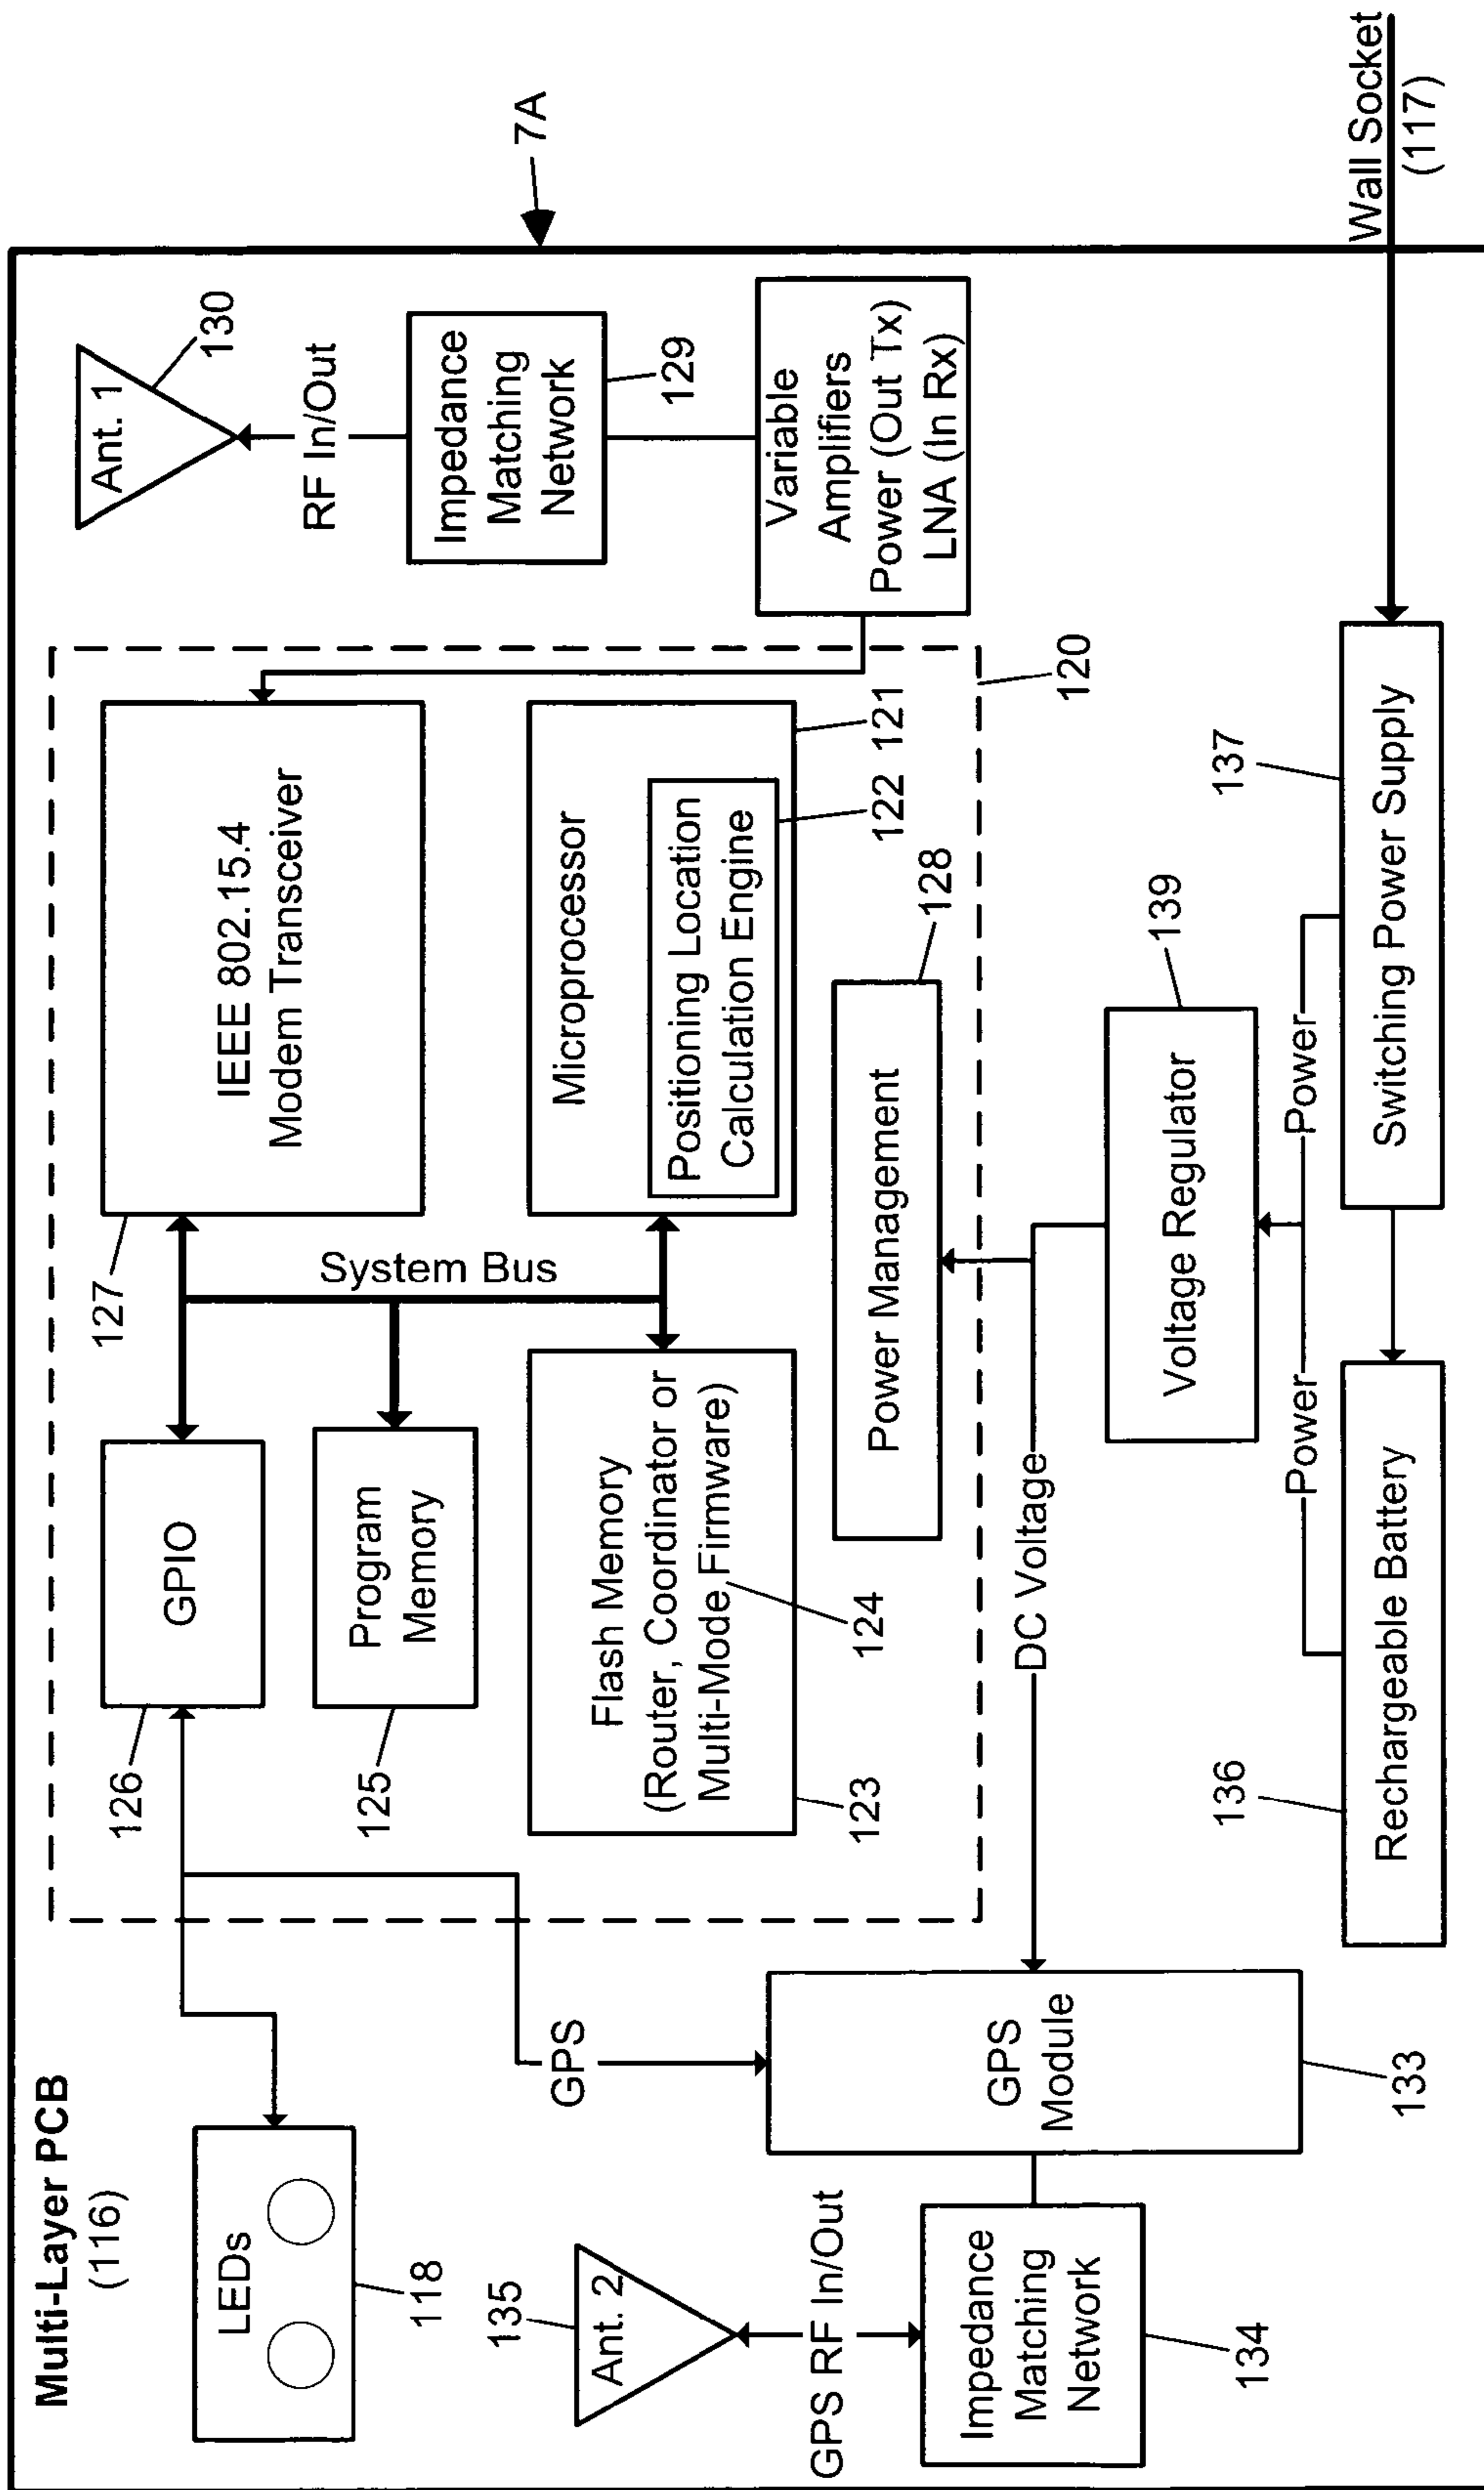 Multi-Layer PCB
(116)
LEDs
118
135
Ant. 2
GPS RF In/Out
Impedance
Matching
Network
134
GPS
GPS
Module
133
126
GPIO
125
Program
Memory
Flash Memory
(Router, Coordinator or
Multi-Mode Firmware)
123
124
System Bus
127
IEEE 802.15.4
Modem Transceiver
Microprocessor
Positioning Location
Calculation Engine
122
121
Power Management
128
120
Ant. 1
130
RF In/Out
Impedance
Matching
Network
129
Variable
Amplifiers
Power (Out Tx)
LNA (In Rx)
7A
DC Voltage
Voltage Regulator
139
Power
Power
136
Rechargeable Battery
137
Switching Power Supply
Wall Socket
(117)